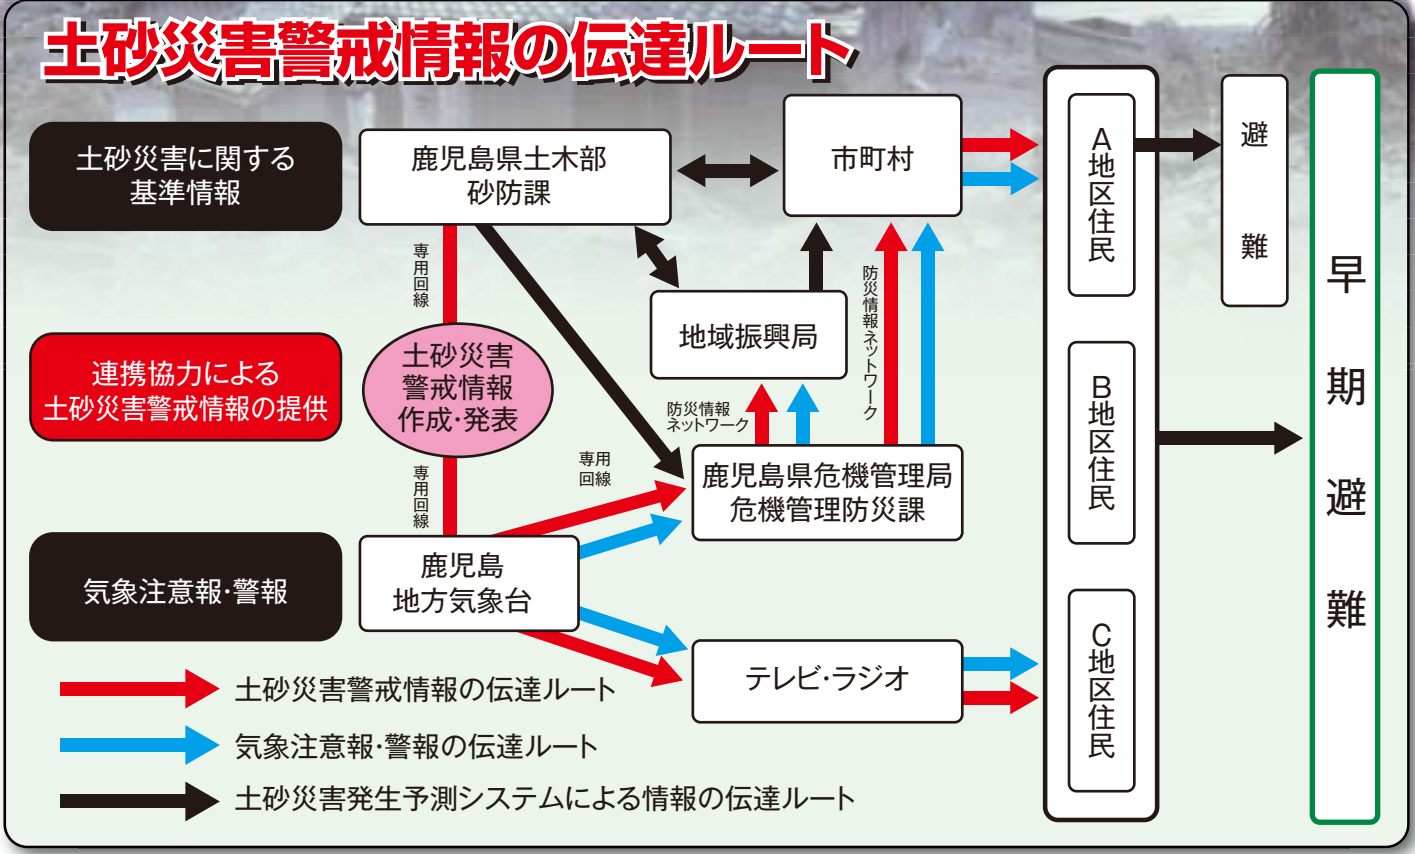 土砂災害警戒情報の伝達ルート
土砂災害に関する
基準情報
鹿児島県土木部
砂防課
市町村
A地区住民
避難
早期避難
専用回線
地域振興局
防災情報ネットワーク
連携協力による
土砂災害警戒情報の提供
土砂災害
警戒情報
作成・発表
防災情報
ネットワーク
B地区住民
専用回線
専用
回線
鹿児島県危機管理局
危機管理防災課
気象注意報・警報
鹿児島
地方気象台
テレビ・ラジオ
C地区住民
土砂災害警戒情報の伝達ルート
気象注意報・警報の伝達ルート
土砂災害発生予測システムによる情報の伝達ルート